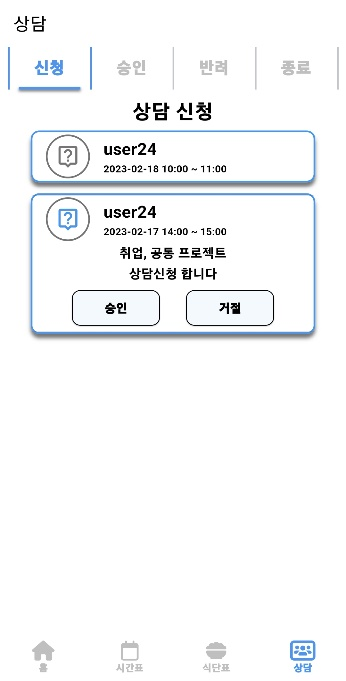 상담
신청 승인 반려 종료
상담 신청
user24
2023-02-18 10:00 ~ 11:00
user24
2023-02-17 14:00 ~ 15:00
취업, 공통 프로젝트
상담신청 합니다
승인 거절
홈 시간표 식단표 상담